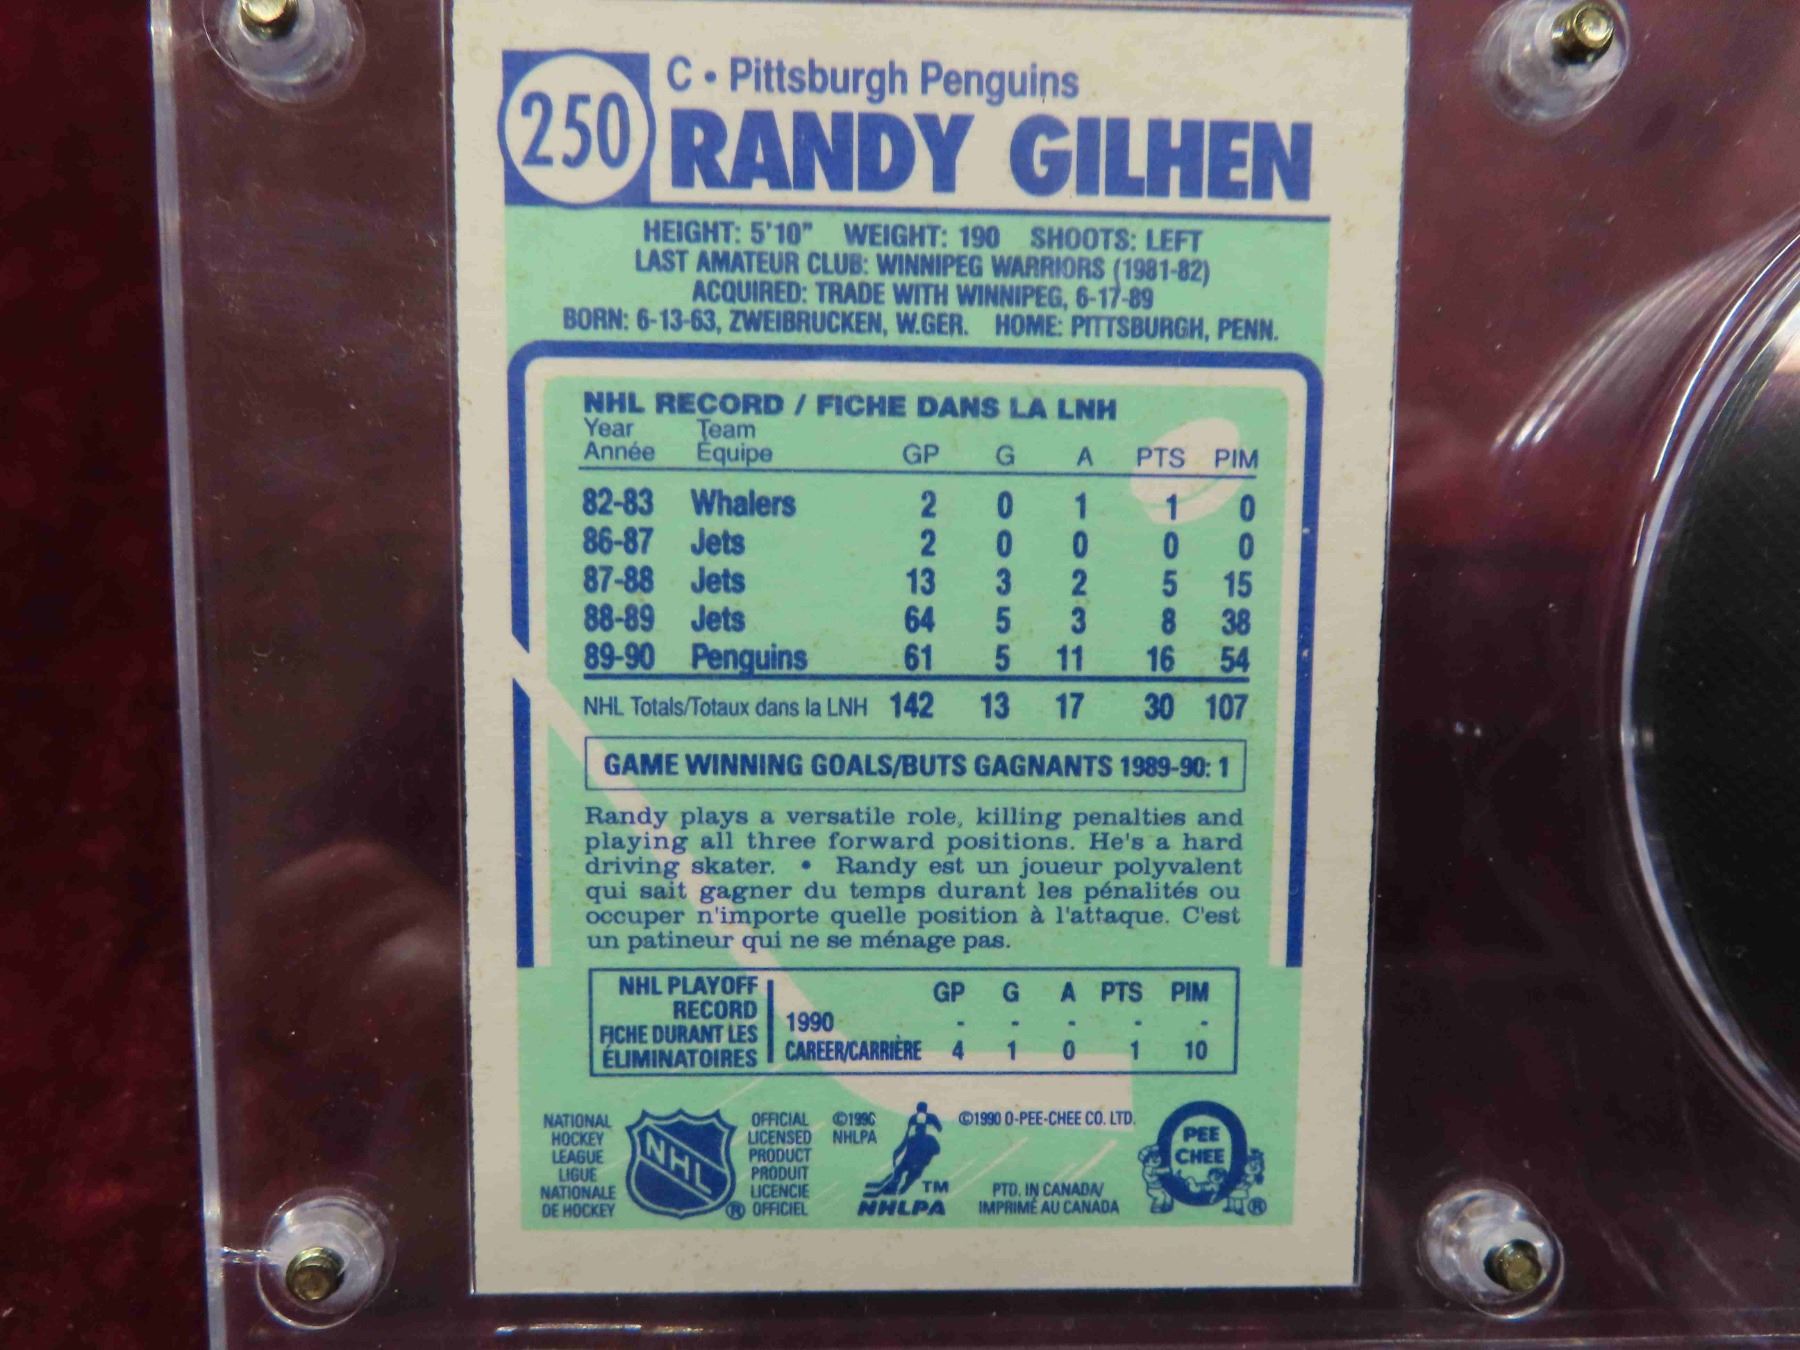 250
C • Pittsburgh Penguins
RANDY GILHEN
HEIGHT: 5'10" WEIGHT: 190 SHOOTS: LEFT
LAST AMATEUR CLUB: WINNIPEG WARRIORS (1981-82)
ACQUIRED: TRADE WITH WINNIPEG, 6-17-89
BORN: 6-13-63, ZWEIBRUCKEN, W.GER. HOME: PITTSBURGH, PENN.
NHL RECORD / FICHE DANS LA LNH
Year Team
Année Équipe GP G A PTS PIM
82-83 Whalers 2 0 1 1 0
86-87 Jets 2 0 0 0 0
87-88 Jets 13 3 2 5 15
88-89 Jets 64 5 3 8 38
89-90 Penguins 61 5 11 16 54
NHL Totals/Totaux dans la LNH 142 13 17 30 107
GAME WINNING GOALS/BUTS GAGNANTS 1989-90: 1
Randy plays a versatile role, killing penalties and
playing all three forward positions. He's a hard
driving skater. • Randy est un joueur polyvalent
qui sait gagner du temps durant les pénalités ou
occuper n'importe quelle position à l'attaque. C'est
un patineur qui ne se ménage pas.
NHL PLAYOFF
RECORD
FICHE DURANT LES
ÉLIMINATOIRES
GP G A PTS PIM
1990 - - - - -
CAREER/CARRIÈRE 4 1 0 1 10
NATIONAL
HOCKEY
LEAGUE
LIGUE
NATIONALE
DE HOCKEY
NHL
®
OFFICIAL
LICENSED
PRODUCT
PRODUIT
LICENCIE
OFFICIEL
©1990
NHLPA
TM
NHLPA
©1990 O-PEE-CHEE CO. LTD.
PTD. IN CANADA/
IMPRIMÉ AU CANADA
O
PEE
CHEE
®